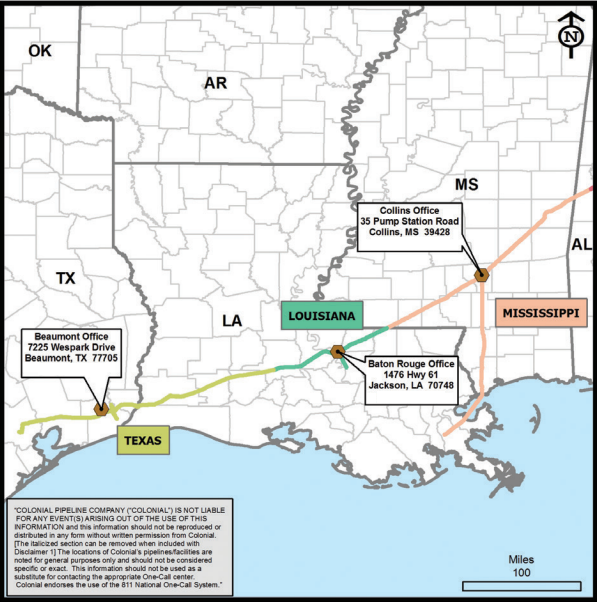 OK
AR
N
MS
Collins Office
35 Pump Station Road
Collins, MS 39428
AL
TX
LOUISIANA
MISSISSIPPI
LA
Beaumont Office
7225 Wespark Drive
Beaumont, TX 77705
Baton Rouge Office
1476 Hwy 61
Jackson, LA 70748
TEXAS
"COLONIAL PIPELINE COMPANY ("COLONIAL") IS NOT LIABLE
FOR ANY EVENT(S) ARISING OUT OF THE USE OF THIS
INFORMATION and this information should not be reproduced or
distributed in any form without written permission from Colonial.
[The italicized section can be removed when included with
Disclaimer 1] The locations of Colonial's pipelines/facilities are
noted for general purposes only and should not be considered
specific or exact. This information should not be used as a
substitute for contacting the appropriate One-Call center.
Colonial endorses the use of the 811 National One-Call System."
Miles
100